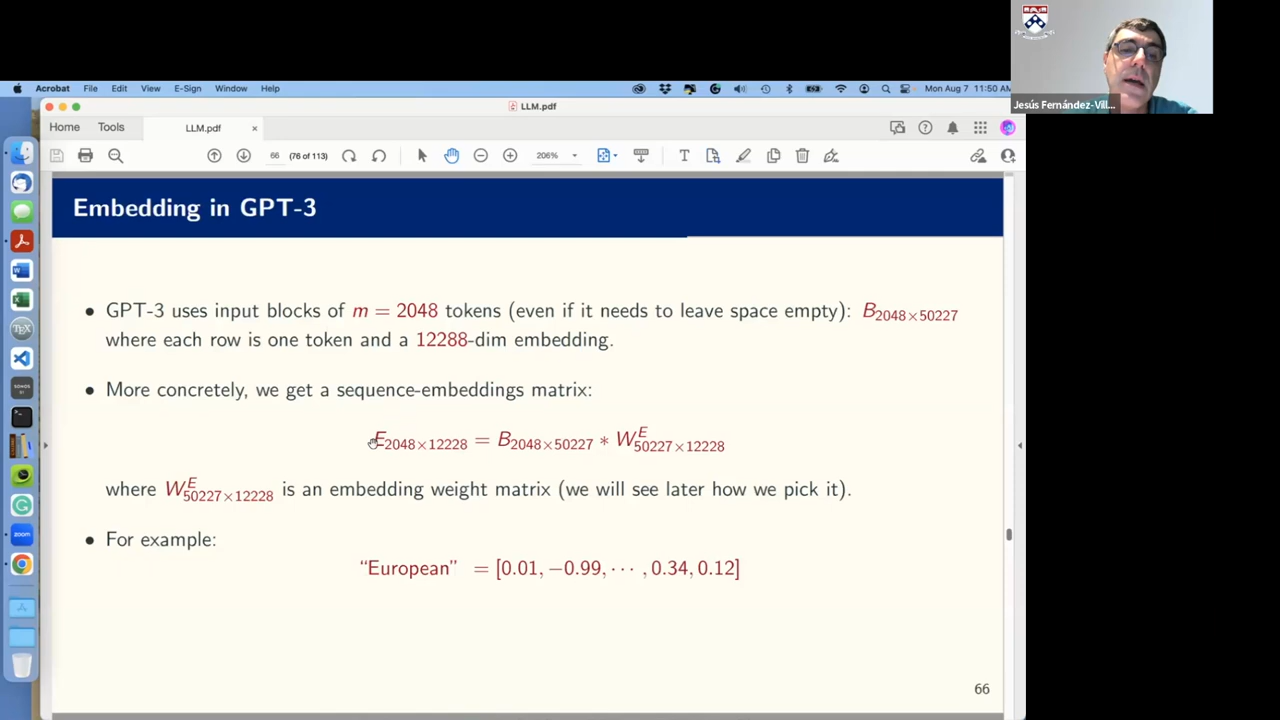 Acrobat File Edit View Window Help Mon Aug 7 11:50 AM
Jesús Fernández-Vill...
LLM.pdf
Home Tools LLM.pdf ×
66 (76 of 113) 206%
Embedding in GPT-3
• GPT-3 uses input blocks of m = 2048 tokens (even if it needs to leave space empty): B2048×50227
where each row is one token and a 12288-dim embedding.
• More concretely, we get a sequence-embeddings matrix:
E2048×12228 = B2048×50227 ∗ W^E50227×12228
where W^E50227×12228 is an embedding weight matrix (we will see later how we pick it).
• For example:
“European” = [0.01, −0.99, ⋯ , 0.34, 0.12]
66
zoom